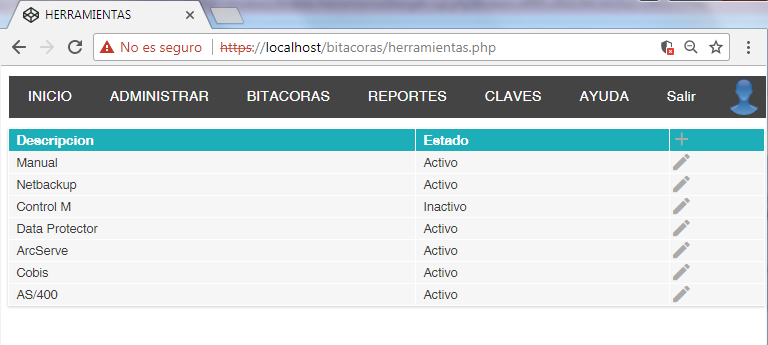 HERRAMIENTAS
No es seguro https://localhost/bitacoras/herramientas.php
INICIO ADMINISTRAR BITACORAS REPORTES CLAVES AYUDA Salir
Descripcion Estado
Manual Activo
Netbackup Activo
Control M Inactivo
Data Protector Activo
ArcServe Activo
Cobis Activo
AS/400 Activo